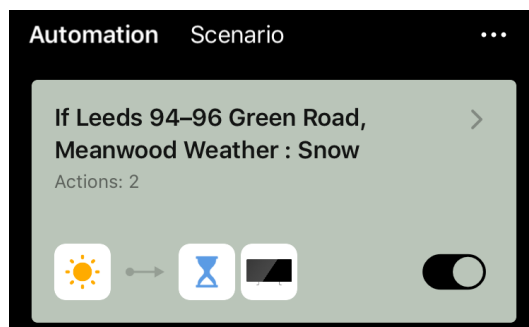 Automation Scenario
If Leeds 94–96 Green Road,
Meanwood Weather : Snow
Actions: 2